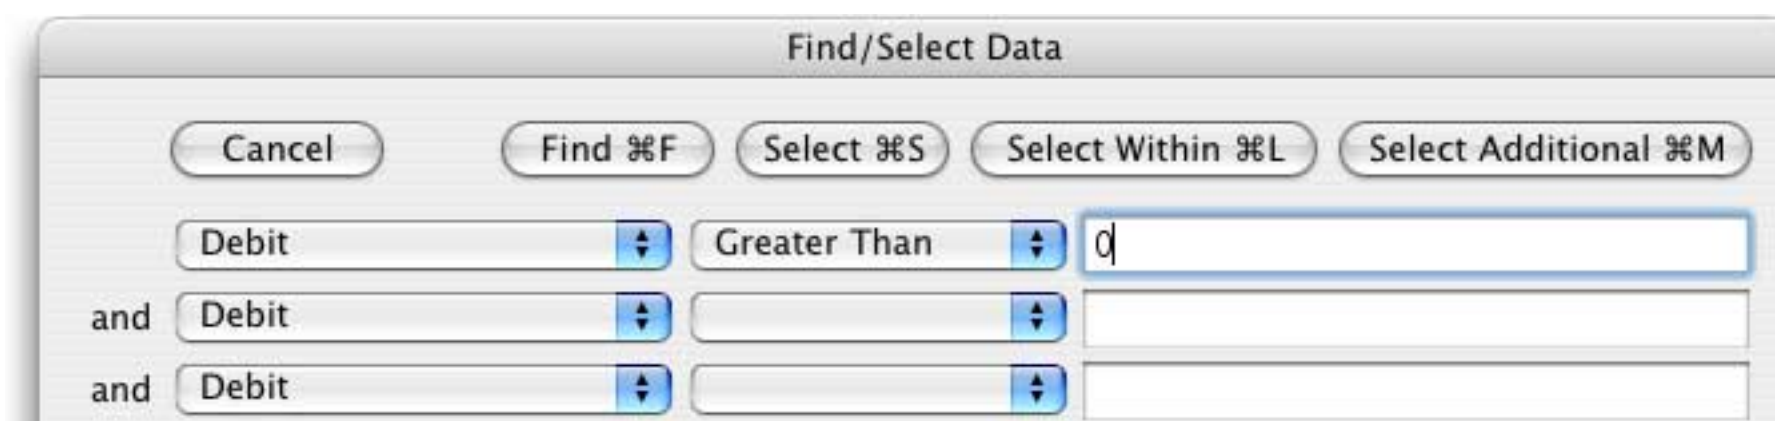 Find/Select Data
Cancel Find ⌘F Select ⌘S Select Within ⌘L Select Additional ⌘M
Debit Greater Than 0
and Debit
and Debit